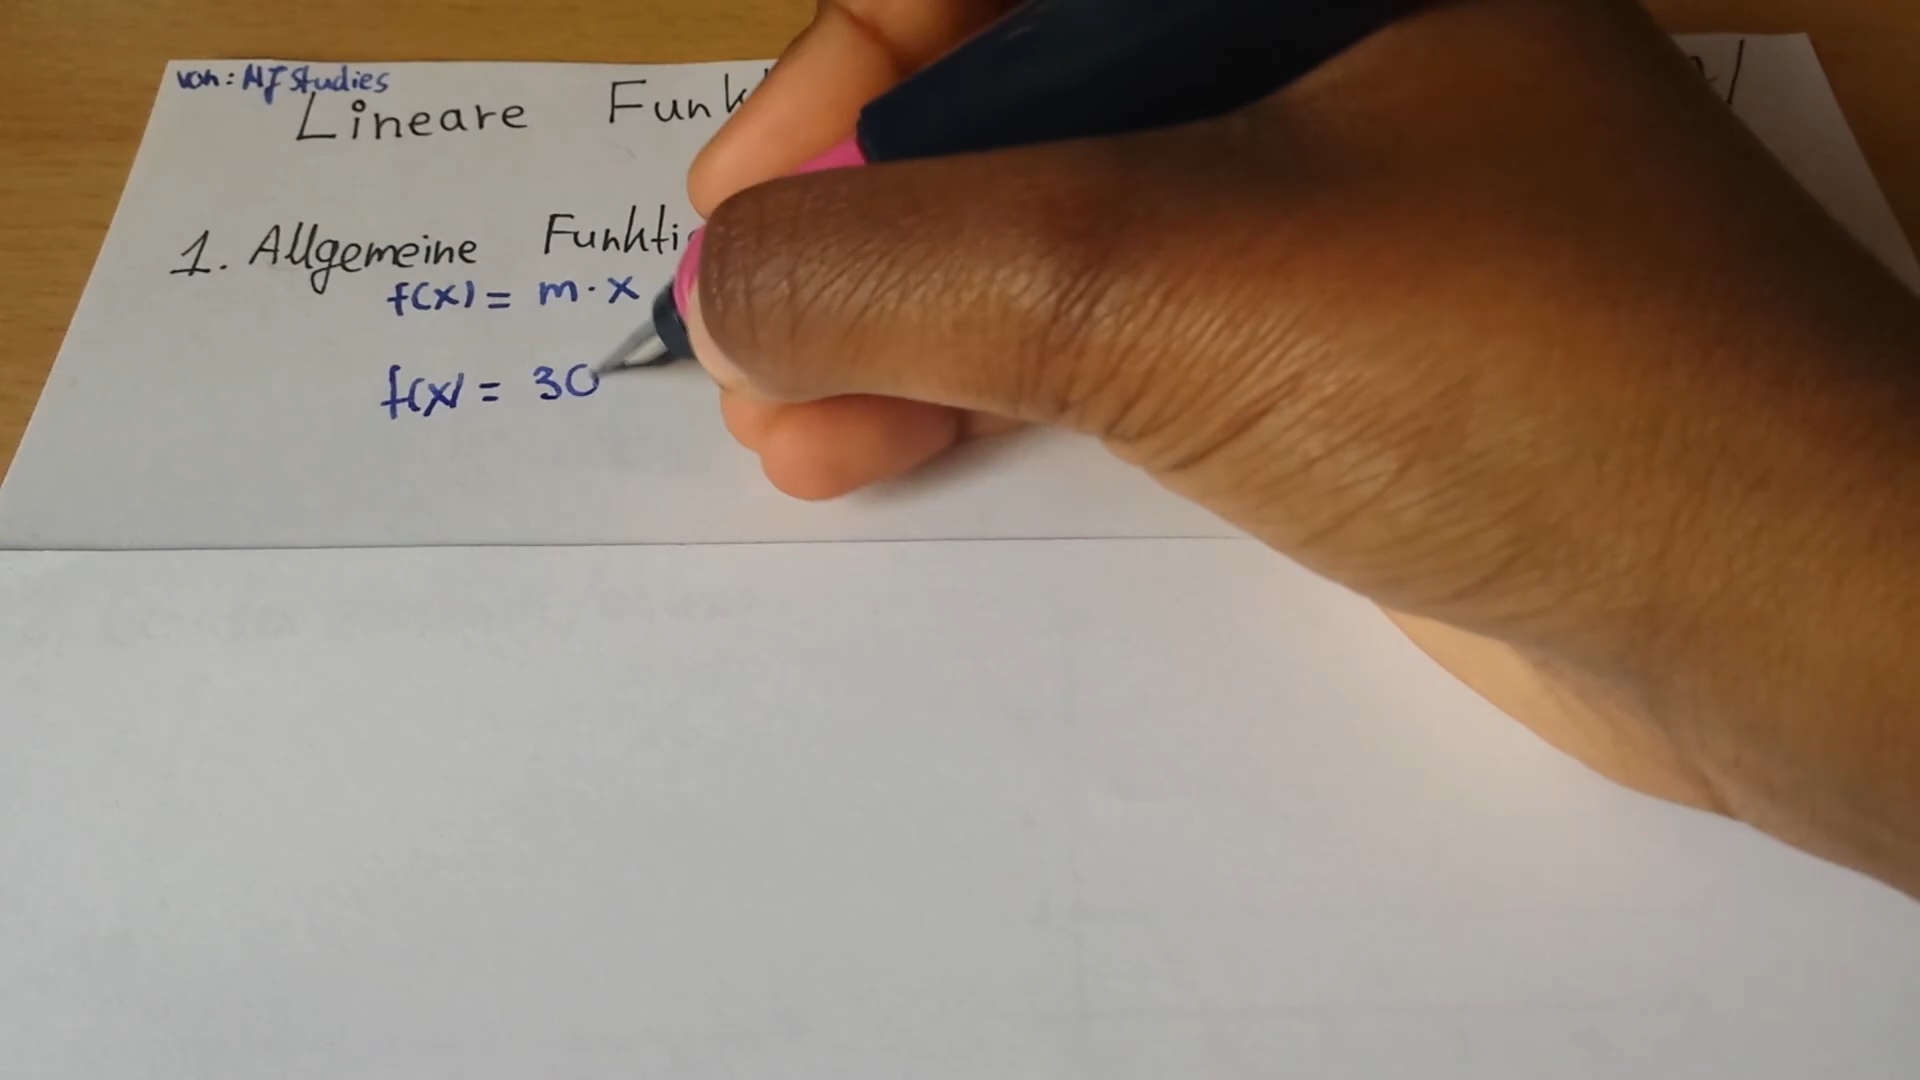 von: MJ Studies
Lineare Funk
1. Allgemeine Funkti
f(x) = m · x
f(x) = 30